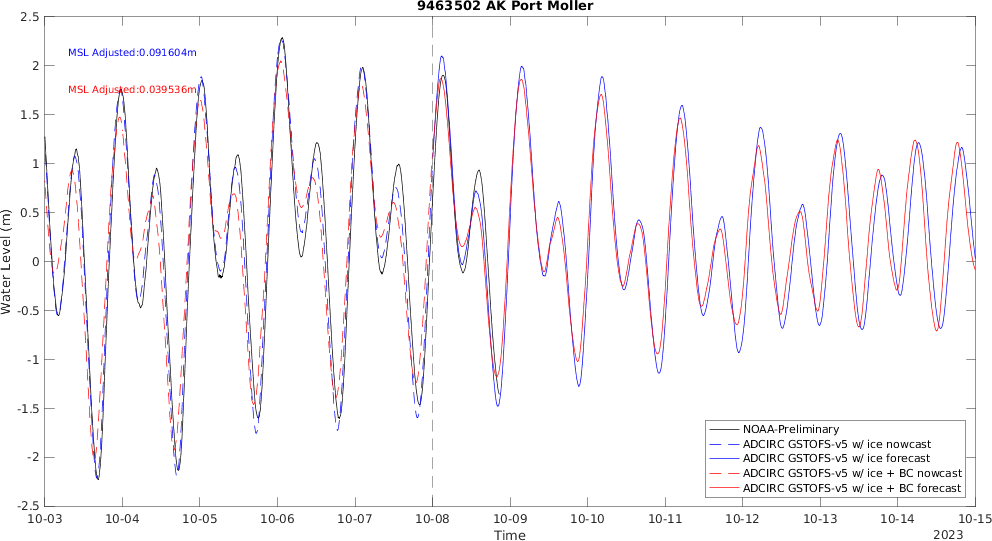 9463502 AK Port Moller
MSL Adjusted:0.091604m
MSL Adjusted:0.039536m
Water Level (m)
2.5
2
1.5
1
0.5
0
-0.5
-1
-1.5
-2
-2.5
NOAA-Preliminary
ADCIRC GSTOFS-v5 w/ ice nowcast
ADCIRC GSTOFS-v5 w/ ice forecast
ADCIRC GSTOFS-v5 w/ ice + BC nowcast
ADCIRC GSTOFS-v5 w/ ice + BC forecast
10-03 10-04 10-05 10-06 10-07 10-08 10-09 10-10 10-11 10-12 10-13 10-14 10-15
Time
2023